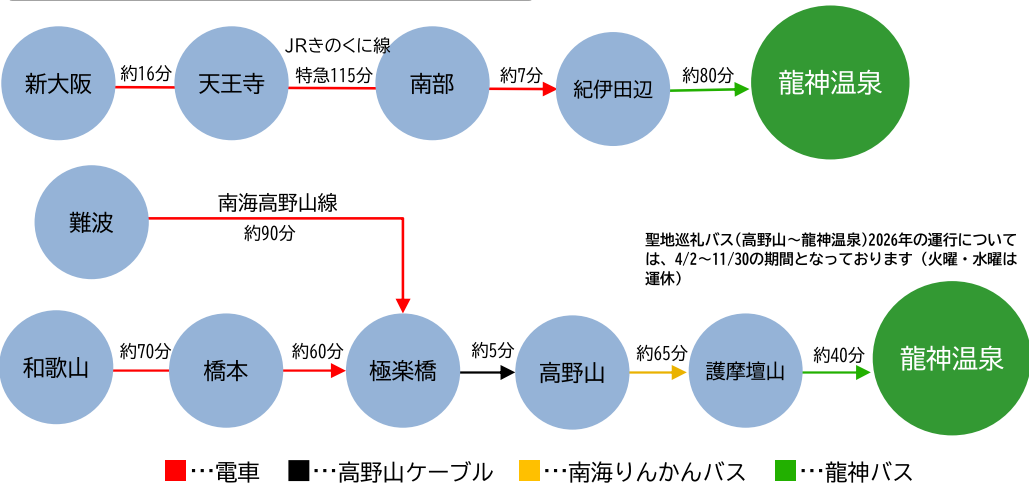 JRきのくに線
新大阪
約16分
天王寺
特急115分
南部
約7分
紀伊田辺
約80分
龍神温泉
難波
南海高野山線
約90分
聖地巡礼バス(高野山～龍神温泉)2026年の運行について
は、4/2～11/30の期間となっております（火曜・水曜は
運休）
和歌山
約70分
橋本
約60分
極楽橋
約5分
高野山
約65分
護摩壇山
約40分
龍神温泉
…電車
…高野山ケーブル
…南海りんかんバス
…龍神バス